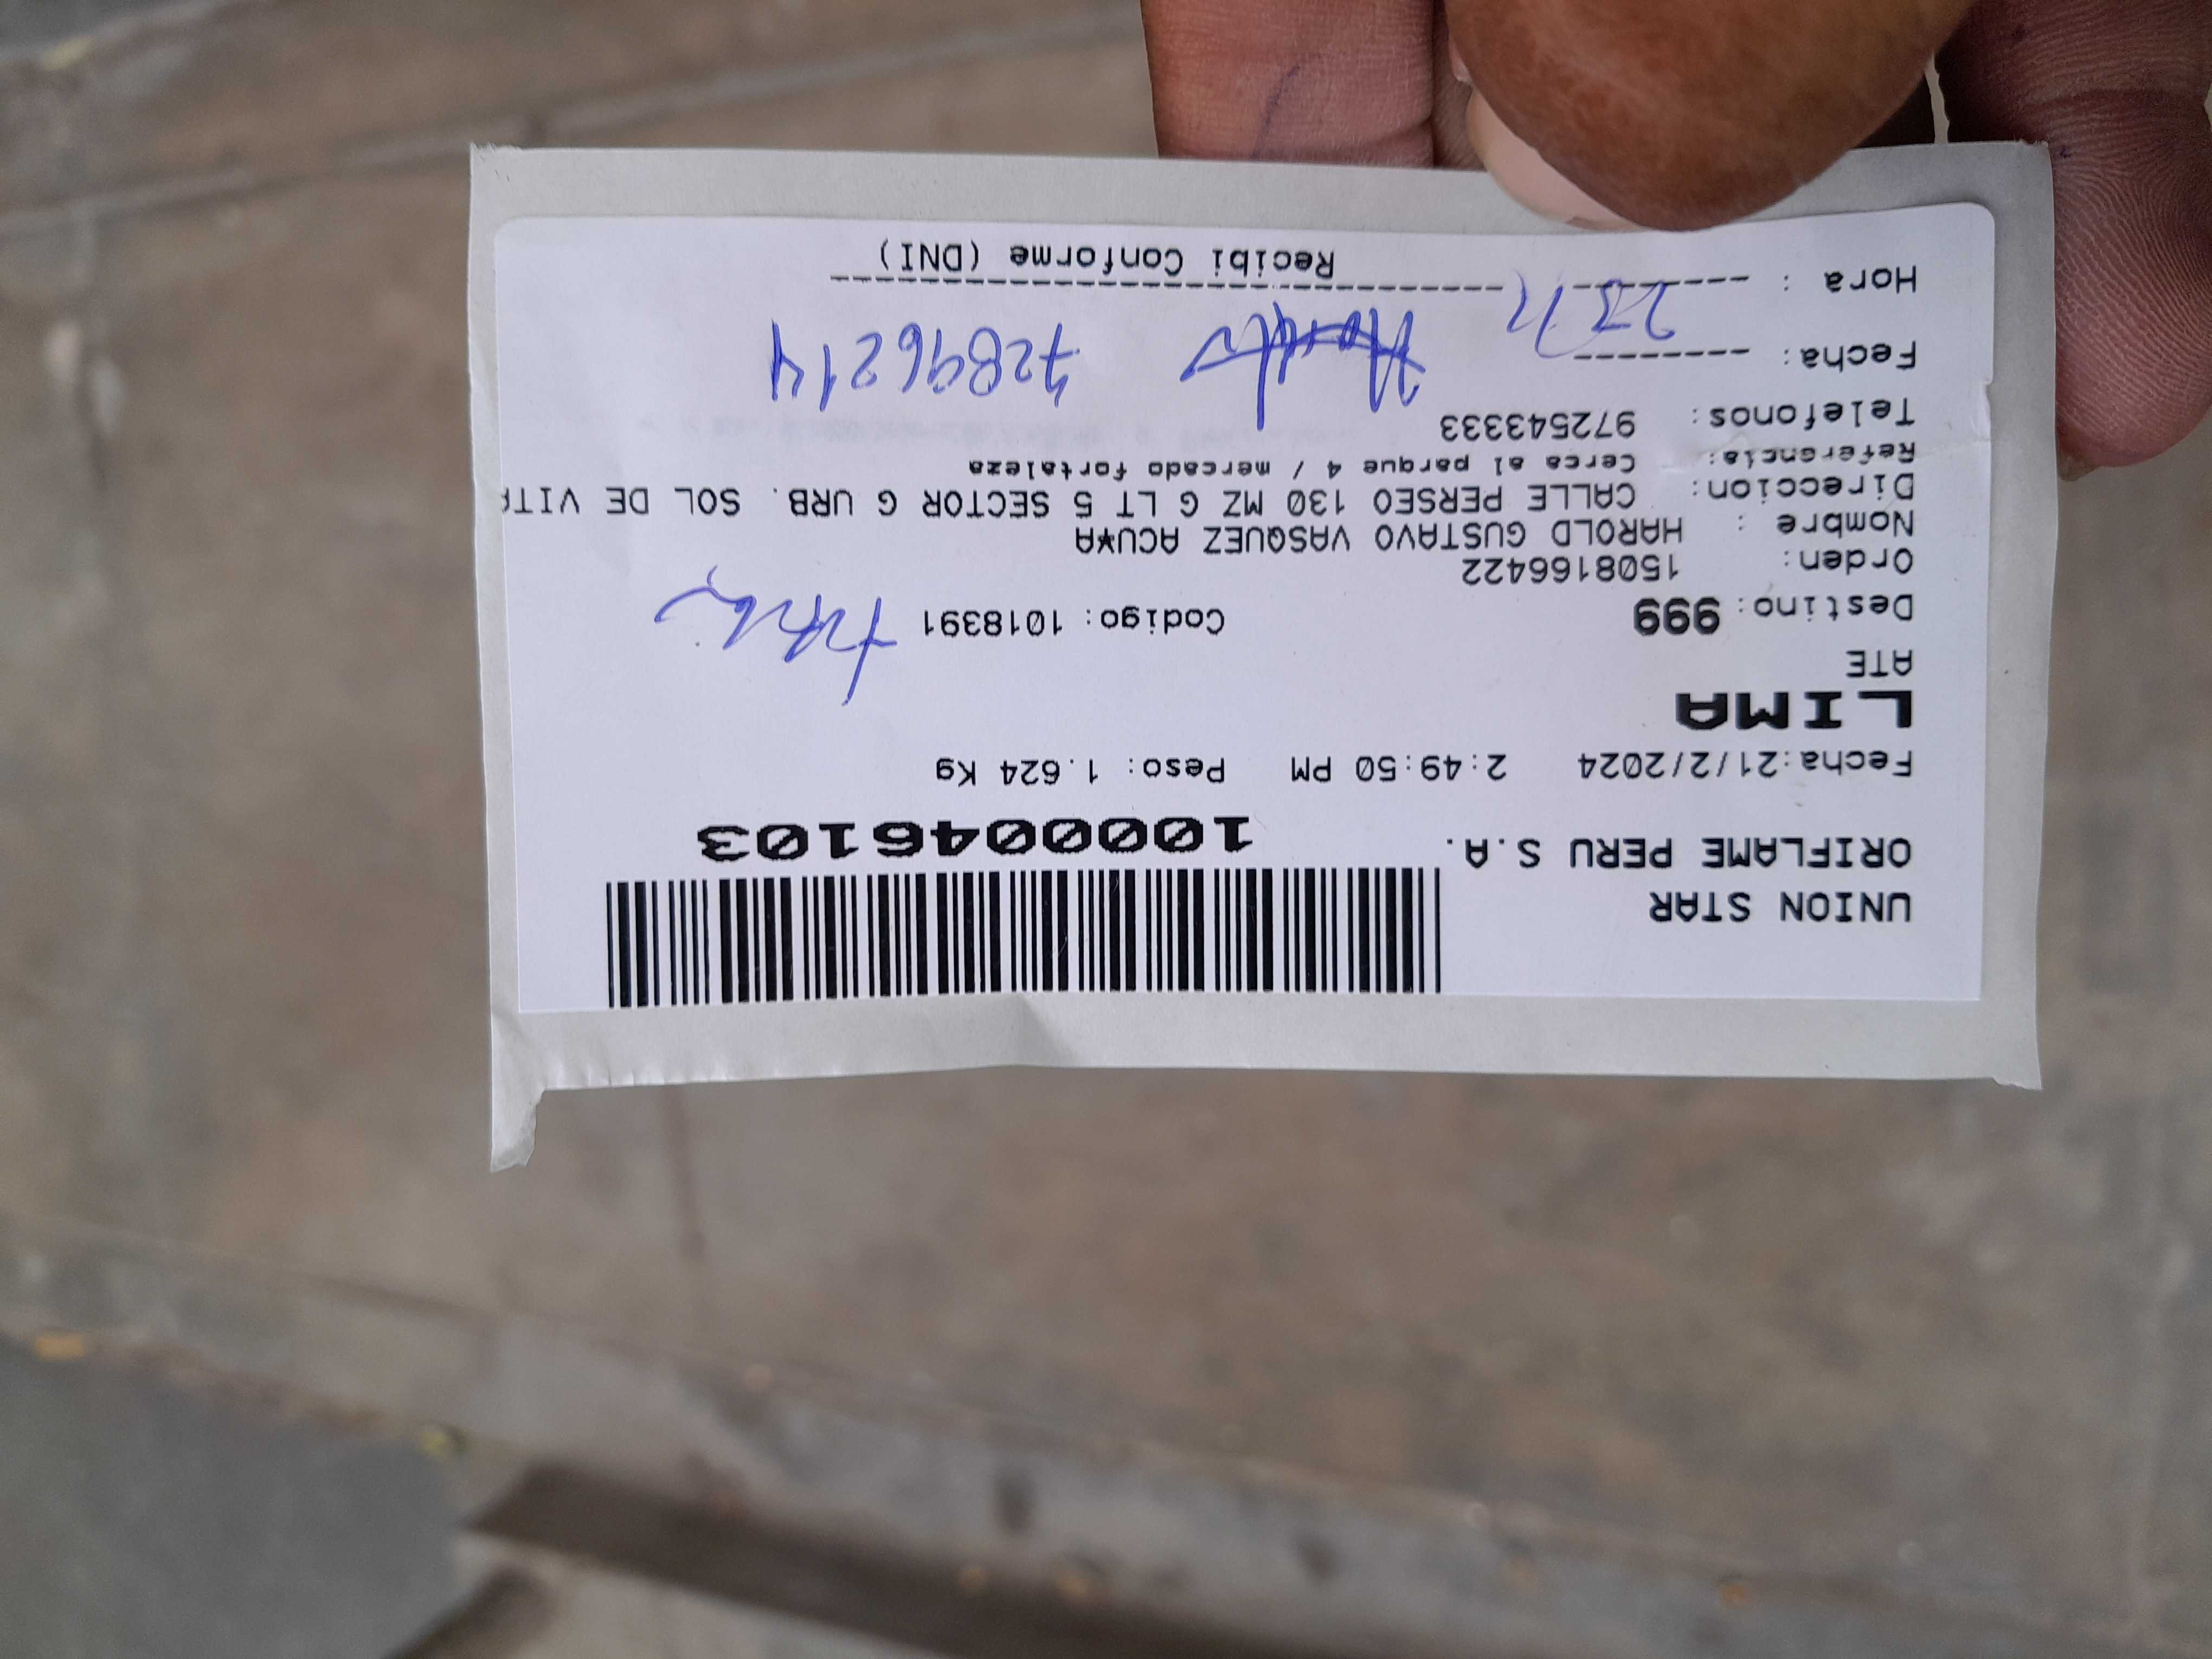 UNION STAR
ORIFLAME PERU S.A.
10000046103
Fecha:21/2/2024 2:49:50 PM Peso: 1.624 Kg
LIMA
ATE
Destino: 999 Codigo: 1018391
Orden: 1508166422
Nombre : HAROLD GUSTAVO VASQUEZ ACU¥A
Direccion: CALLE PERSEO 130 MZ G LT 5 SECTOR G URB. SOL DE VITA
Referencia: Cerca al parque 4 / mercado fortaleza
Telefonos: 972543333
Fecha: --------- 72896214
Hora : ---------
Recibi Conforme (DNI)